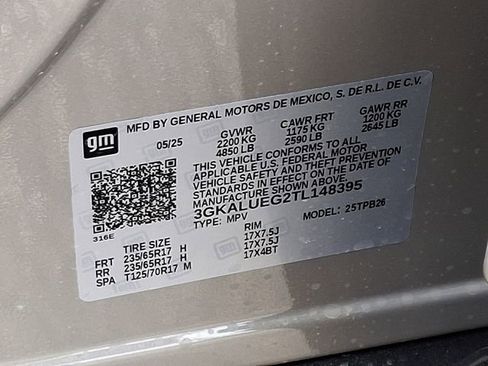 gm
MFD BY GENERAL MOTORS DE MEXICO, S. DE R.L. DE C.V.
05/25 GVWR CAWR FRT GAWR RR
2200 KG 1175 KG 1200 KG
4850 LB 2590 LB 2645 LB
THIS VEHICLE CONFORMS TO ALL
APPLICABLE U.S. FEDERAL MOTOR
VEHICLE SAFETY AND THEFT PREVENTION
STANDARDS IN EFFECT ON THE DATE OF
MANUFACTURE SHOWN ABOVE.
3GKALUEG2TL148395
316E TYPE: MPV MODEL: 25TPB26
TIRE SIZE RIM
FRT 235/65R17 H 17X7.5J
RR 235/65R17 H 17X7.5J
SPA T125/70R17 M 17X4BT